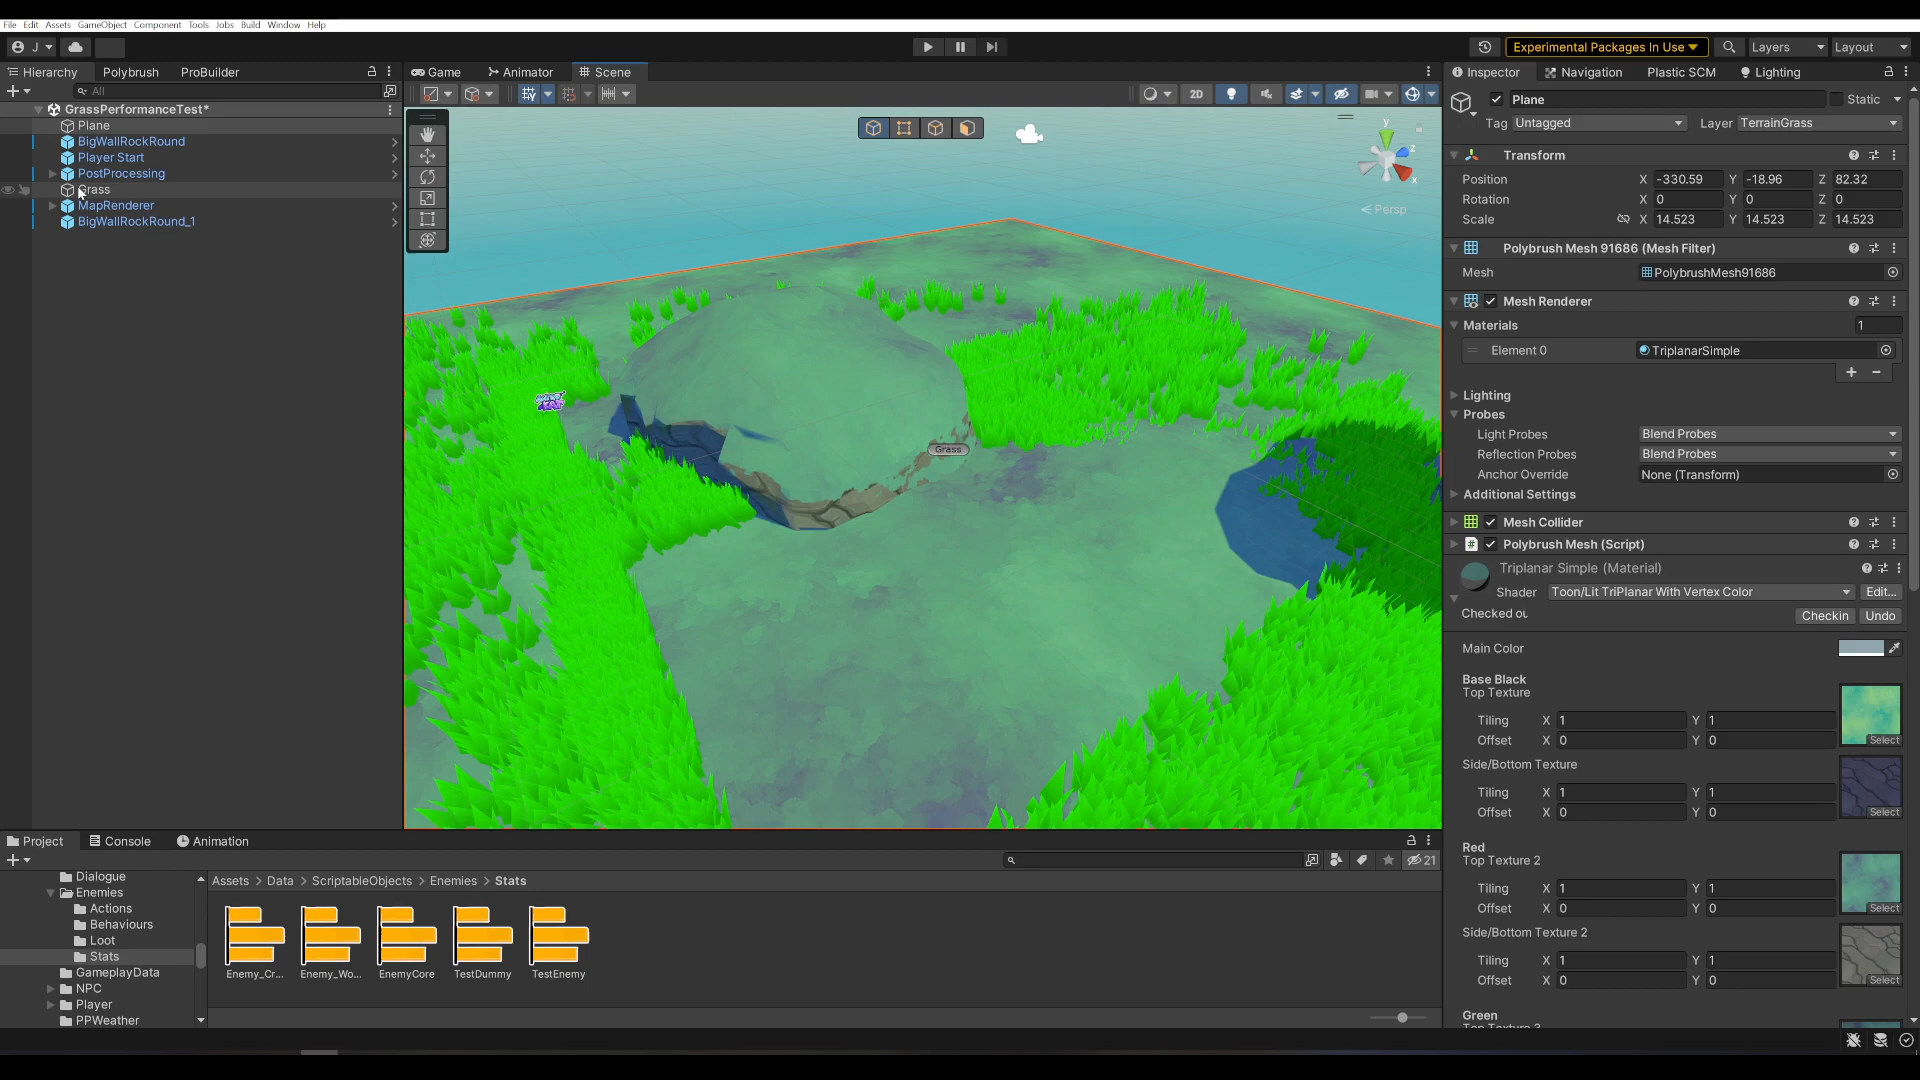 File Edit Assets GameObject Component Tools Jobs Build Window Help
J Experimental Packages In Use Layers Layout
Hierarchy Polybrush ProBuilder
All
GrassPerformanceTest*
Plane
BigWallRockRound
Player Start
PostProcessing
Grass
MapRenderer
BigWallRockRound_1
Game Animator Scene
2D
y
z
x
Persp
Grass
Inspector Navigation Plastic SCM Lighting
Plane Static
Tag Untagged Layer TerrainGrass
Transform
Position X -330.59 Y -18.96 Z 82.32
Rotation X 0 Y 0 Z 0
Scale X 14.523 Y 14.523 Z 14.523
Polybrush Mesh 91686 (Mesh Filter)
Mesh PolybrushMesh91686
Mesh Renderer
Materials 1
Element 0 TriplanarSimple
Lighting
Probes
Light Probes Blend Probes
Reflection Probes Blend Probes
Anchor Override None (Transform)
Additional Settings
Mesh Collider
Polybrush Mesh (Script)
Triplanar Simple (Material)
Shader Toon/Lit TriPlanar With Vertex Color Edit...
Checkin Undo
Main Color
Base Black
Top Texture
Tiling X 1 Y 1
Offset X 0 Y 0 Select
Side/Bottom Texture
Tiling X 1 Y 1
Offset X 0 Y 0 Select
Red
Top Texture 2
Tiling X 1 Y 1
Offset X 0 Y 0 Select
Side/Bottom Texture 2
Tiling X 1 Y 1
Offset X 0 Y 0 Select
Green
Project Console Animation
21
Dialogue
Enemies
Actions
Behaviours
Loot
Stats
GameplayData
NPC
Player
PPWeather
Assets > Data > ScriptableObjects > Enemies > Stats
Enemy_Cr... Enemy_Wo... EnemyCore TestDummy TestEnemy